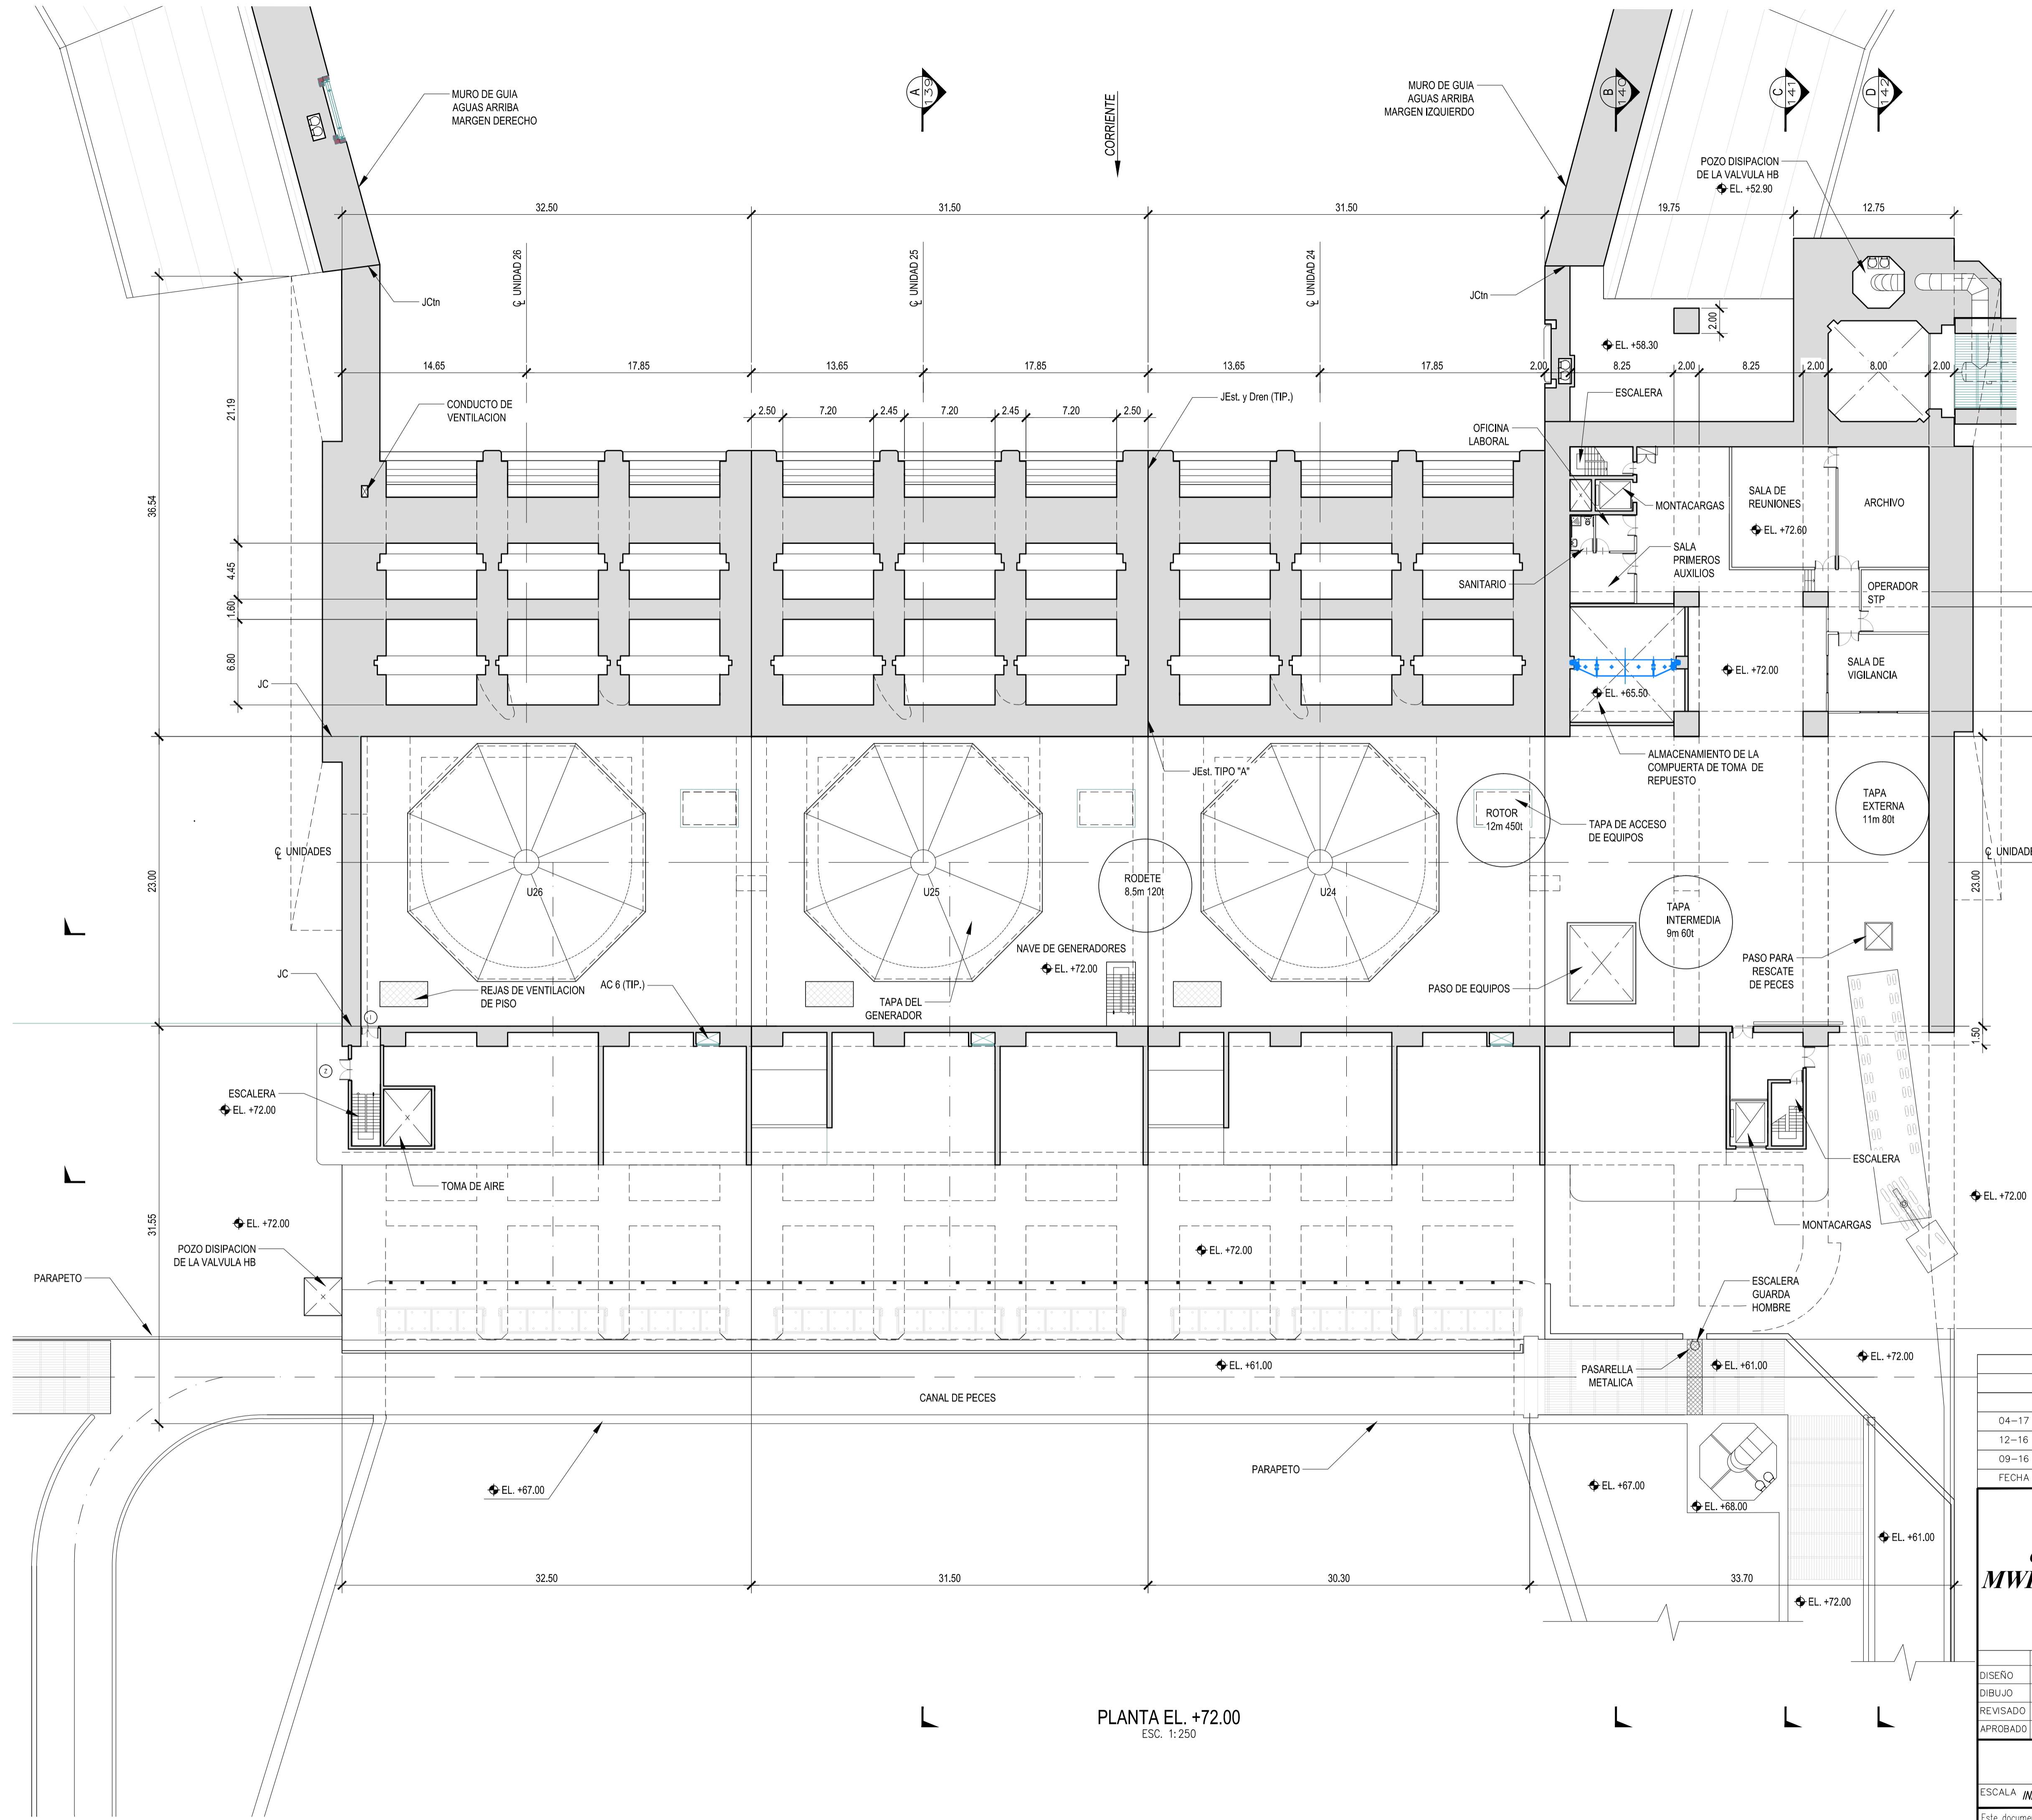 MURO DE GUIA
AGUAS ARRIBA
MARGEN DERECHO
A
139
CORRIENTE
MURO DE GUIA
AGUAS ARRIBA
MARGEN IZQUIERDO
B
140
C
141
D
142
POZO DISIPACION
DE LA VALVULA HB
EL. +52.90
32.50
31.50
31.50
19.75
12.75
℄ UNIDAD 26
℄ UNIDAD 25
℄ UNIDAD 24
JCtn
JCtn
2.00
EL. +58.30
14.65
17.85
13.65
17.85
13.65
17.85
2.00
8.25
2.00
8.25
2.00
8.00
2.00
21.19
CONDUCTO DE
VENTILACION
2.50
7.20
2.45
7.20
2.45
7.20
2.50
JEst. y Dren (TIP.)
ESCALERA
OFICINA
LABORAL
36.54
MONTACARGAS
SALA DE
REUNIONES
EL. +72.60
ARCHIVO
SALA
PRIMEROS
AUXILIOS
SANITARIO
OPERADOR
STP
4.45
1.60
6.80
JC
EL. +72.00
SALA DE
VIGILANCIA
EL. +65.50
ALMACENAMIENTO DE LA
COMPUERTA DE TOMA DE
REPUESTO
JEst. TIPO "A"
ROTOR
12m 450t
TAPA DE ACCESO
DE EQUIPOS
TAPA
EXTERNA
11m 80t
℄ UNIDADES
℄ UNIDADE
23.00
23.00
U26
U25
U24
RODETE
8.5m 120t
TAPA
INTERMEDIA
9m 60t
NAVE DE GENERADORES
EL. +72.00
PASO PARA
RESCATE
DE PECES
JC
REJAS DE VENTILACION
DE PISO
AC 6 (TIP.)
TAPA DEL
GENERADOR
PASO DE EQUIPOS
1
1.50
2
ESCALERA
EL. +72.00
ESCALERA
TOMA DE AIRE
EL. +72.00
31.55
EL. +72.00
MONTACARGAS
POZO DISIPACION
DE LA VALVULA HB
EL. +72.00
PARAPETO
ESCALERA
GUARDA
HOMBRE
EL. +61.00
PASARELLA
METALICA
EL. +61.00
EL. +72.00
CANAL DE PECES
04-17
12-16
09-16
FECHA
PARAPETO
EL. +67.00
EL. +67.00
EL. +68.00
EL. +61.00
32.50
31.50
30.30
33.70
EL. +72.00
DISEÑO
DIBUJO
REVISADO
APROBADO
PLANTA EL. +72.00
ESC. 1:250
ESCALA